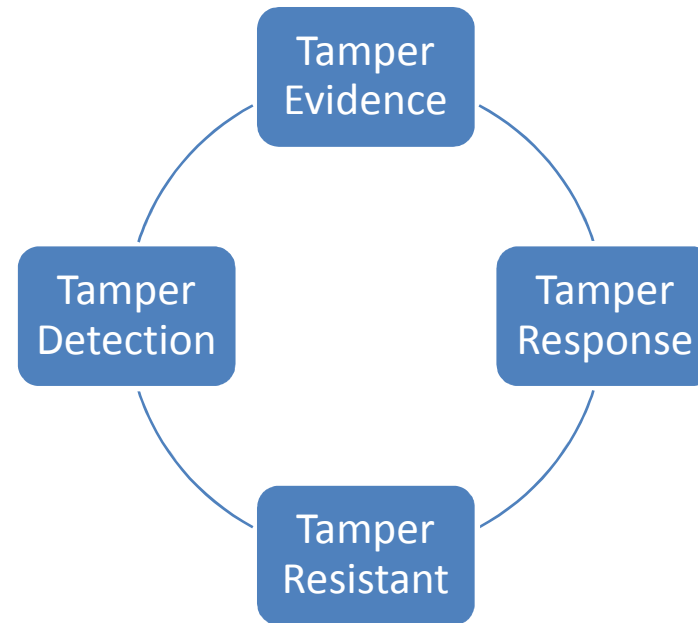 Tamper
Evidence
Tamper
Detection
Tamper
Response
Tamper
Resistant